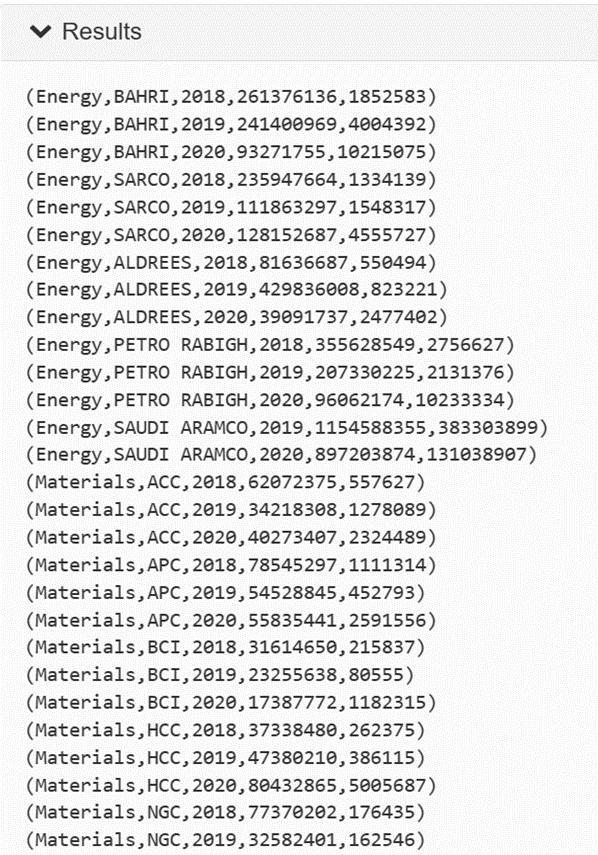 Results
(Energy,BAHRI,2018,261376136,1852583)
(Energy,BAHRI,2019,241400969,4004392)
(Energy,BAHRI,2020,93271755,10215075)
(Energy,SARCO,2018,235947664,1334139)
(Energy,SARCO,2019,111863297,1548317)
(Energy,SARCO,2020,128152687,4555727)
(Energy,ALDREES,2018,81636687,550494)
(Energy,ALDREES,2019,429836008,823221)
(Energy,ALDREES,2020,39091737,2477402)
(Energy,PETRO RABIGH,2018,355628549,2756627)
(Energy,PETRO RABIGH,2019,207330225,2131376)
(Energy,PETRO RABIGH,2020,96062174,10233334)
(Energy,SAUDI ARAMCO,2019,1154588355,383303899)
(Energy,SAUDI ARAMCO,2020,897203874,131038907)
(Materials,ACC,2018,62072375,557627)
(Materials,ACC,2019,34218308,1278089)
(Materials,ACC,2020,40273407,2324489)
(Materials,APC,2018,78545297,1111314)
(Materials,APC,2019,54528845,452793)
(Materials,APC,2020,55835441,2591556)
(Materials,BCI,2018,31614650,215837)
(Materials,BCI,2019,23255638,80555)
(Materials,BCI,2020,17387772,1182315)
(Materials,HCC,2018,37338480,262375)
(Materials,HCC,2019,47380210,386115)
(Materials,HCC,2020,80432865,5005687)
(Materials,NGC,2018,77370202,176435)
(Materials,NGC,2019,32582401,162546)